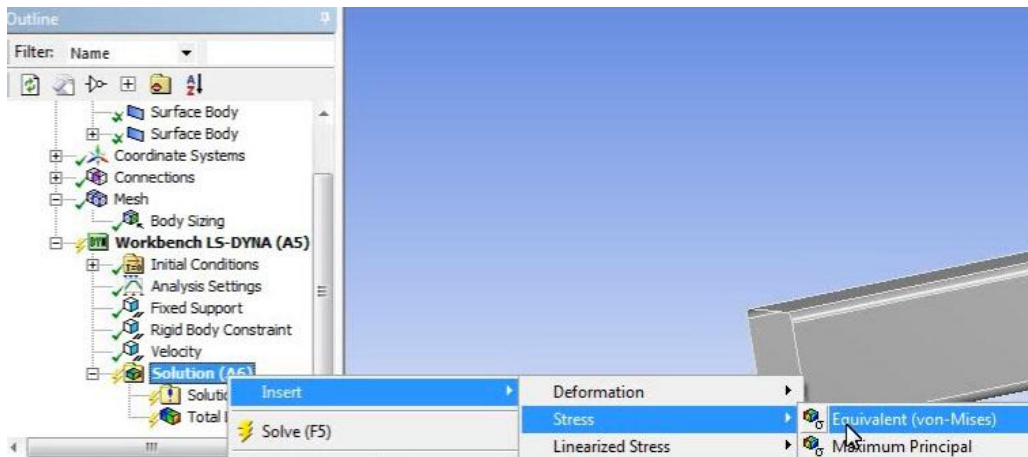 Outline
Filter: Name
Surface Body
Surface Body
Coordinate Systems
Connections
Mesh
Body Sizing
Workbench LS-DYNA (A5)
Initial Conditions
Analysis Settings
Fixed Support
Rigid Body Constraint
Velocity
Solution (A6)
Solutio
Total
Insert
Solve (F5)
Deformation
Stress
Linearized Stress
Equivalent (von-Mises)
Maximum Principal